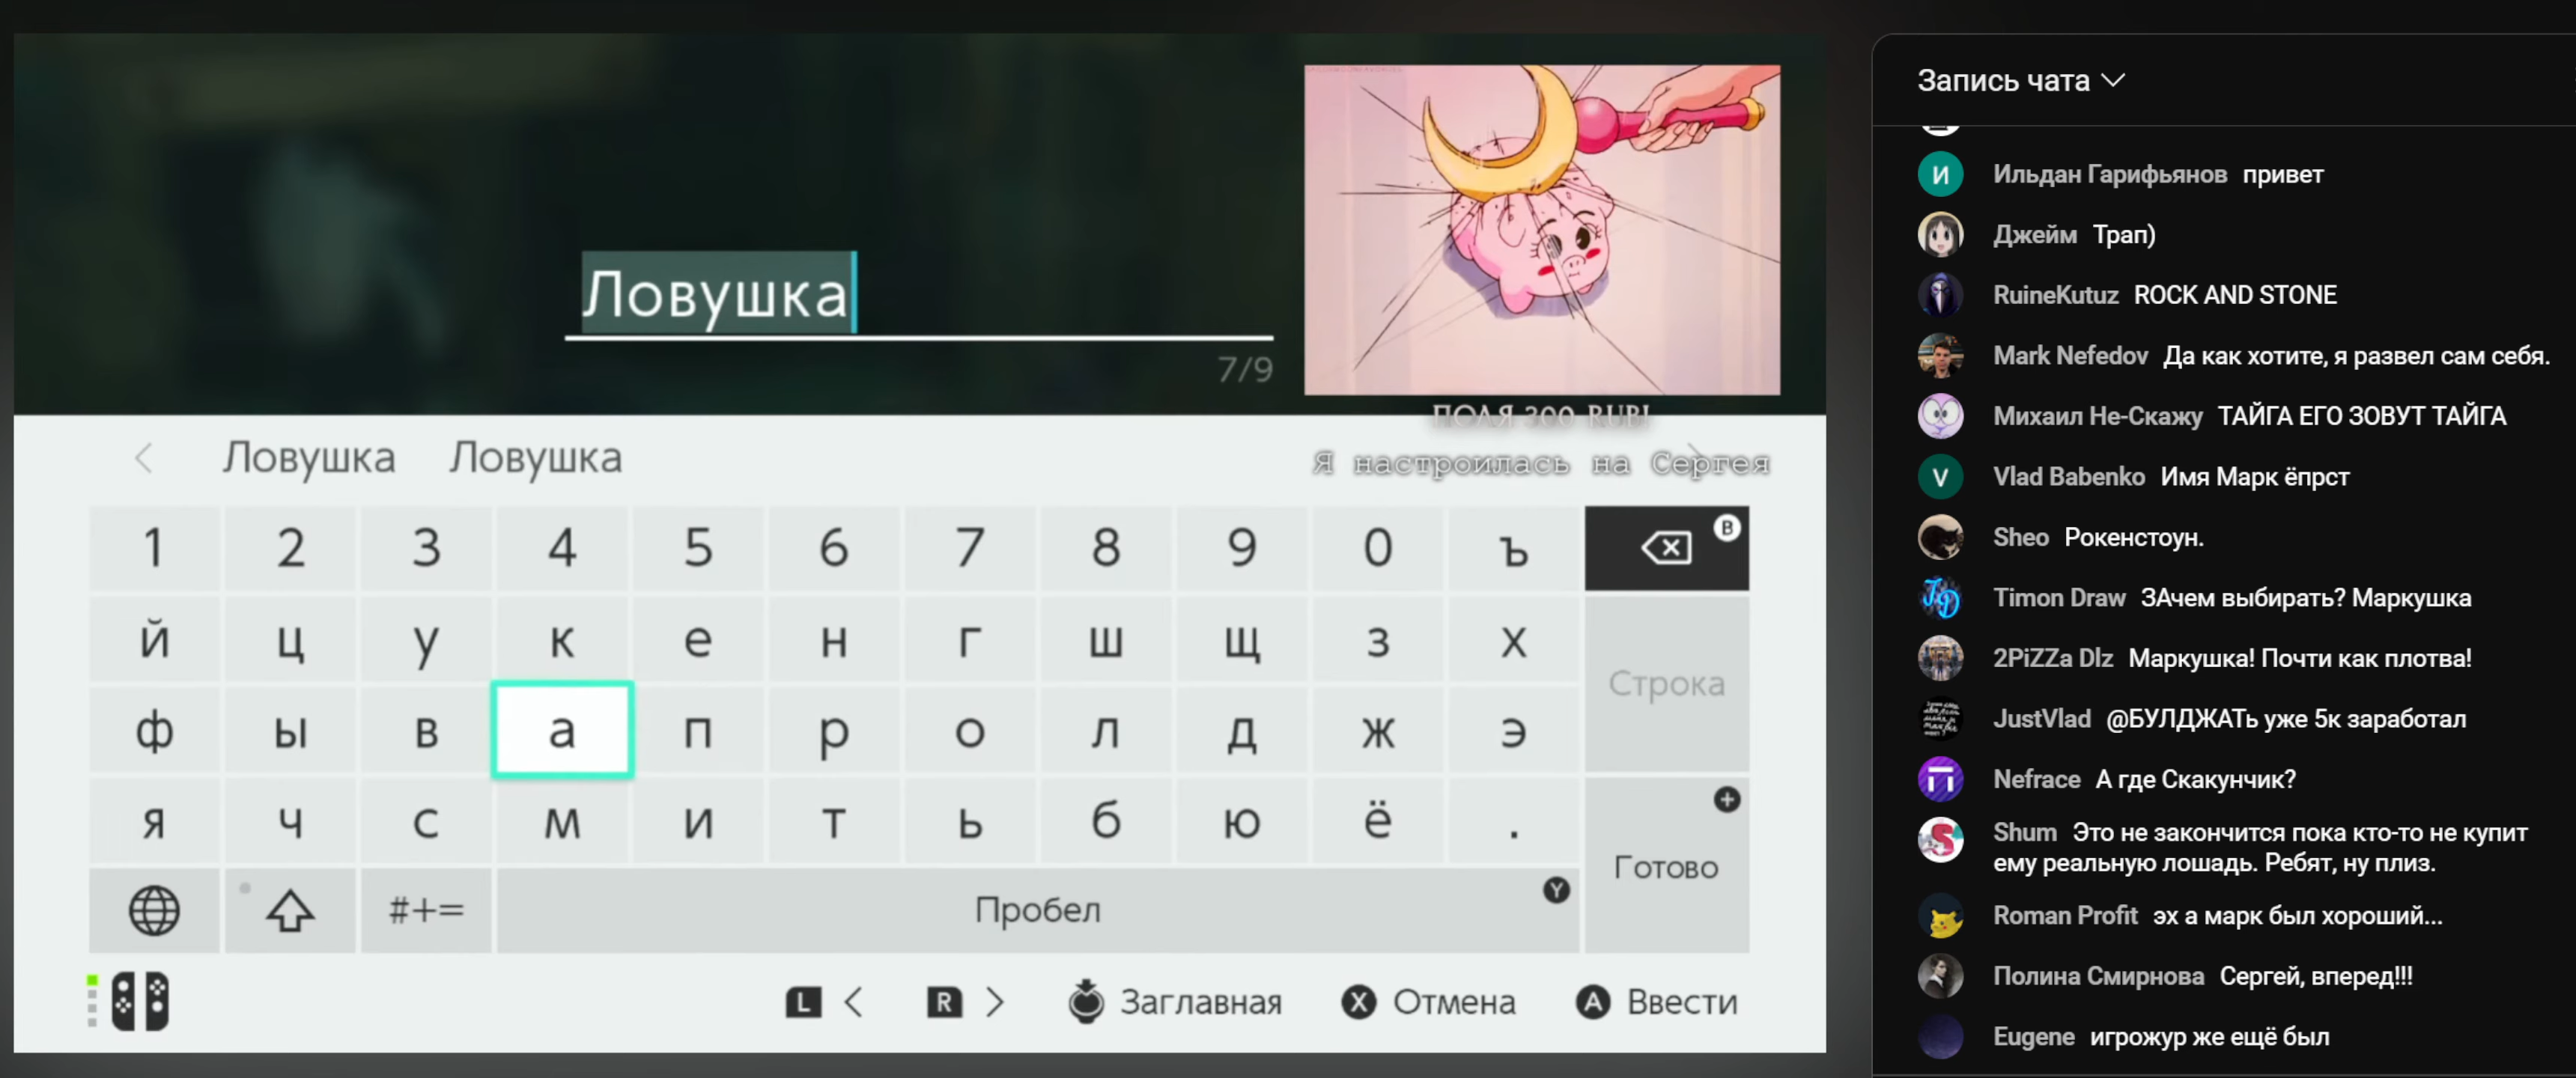 Ловушка
7/9
ПОЛЯ 300 RUB!
Я настроилась на Сергея
Ловушка Ловушка
1 2 3 4 5 6 7 8 9 0 ъ
B
й ц у к е н г ш щ з х
Строка
ф ы в а п р о л д ж э
я ч с м и т ь б ю ё .
Готово
#+= Пробел Y
L R Заглавная X Отмена A Ввести
Запись чата
И Ильдан Гарифьянов привет
Джейм Трап)
RuineKutuz ROCK AND STONE
Mark Nefedov Да как хотите, я развел сам себя.
Михаил Не-Скажу ТАЙГА ЕГО ЗОВУТ ТАЙГА
V Vlad Babenko Имя Марк ёпрст
Sheo Рокенстоун.
Timon Draw ЗАчем выбирать? Маркушка
2PiZZa Dlz Маркушка! Почти как плотва!
JustVlad @БУЛДЖАТь уже 5к заработал
Nefrace А где Скакунчик?
Shum Это не закончится пока кто-то не купит
ему реальную лошадь. Ребят, ну плиз.
Roman Profit эх а марк был хороший...
Полина Смирнова Сергей, вперед!!!
Eugene игрожур же ещё был